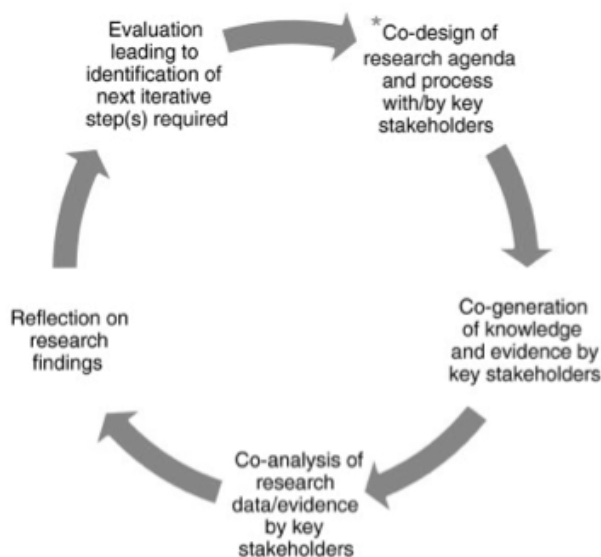 Evaluation
leading to
identification of
next iterative
step(s) required
*Co-design of
research agenda
and process
with/by key
stakeholders
Co-generation
of knowledge
and evidence by
key stakeholders
Co-analysis of
research
data/evidence
by key
stakeholders
Reflection on
research
findings